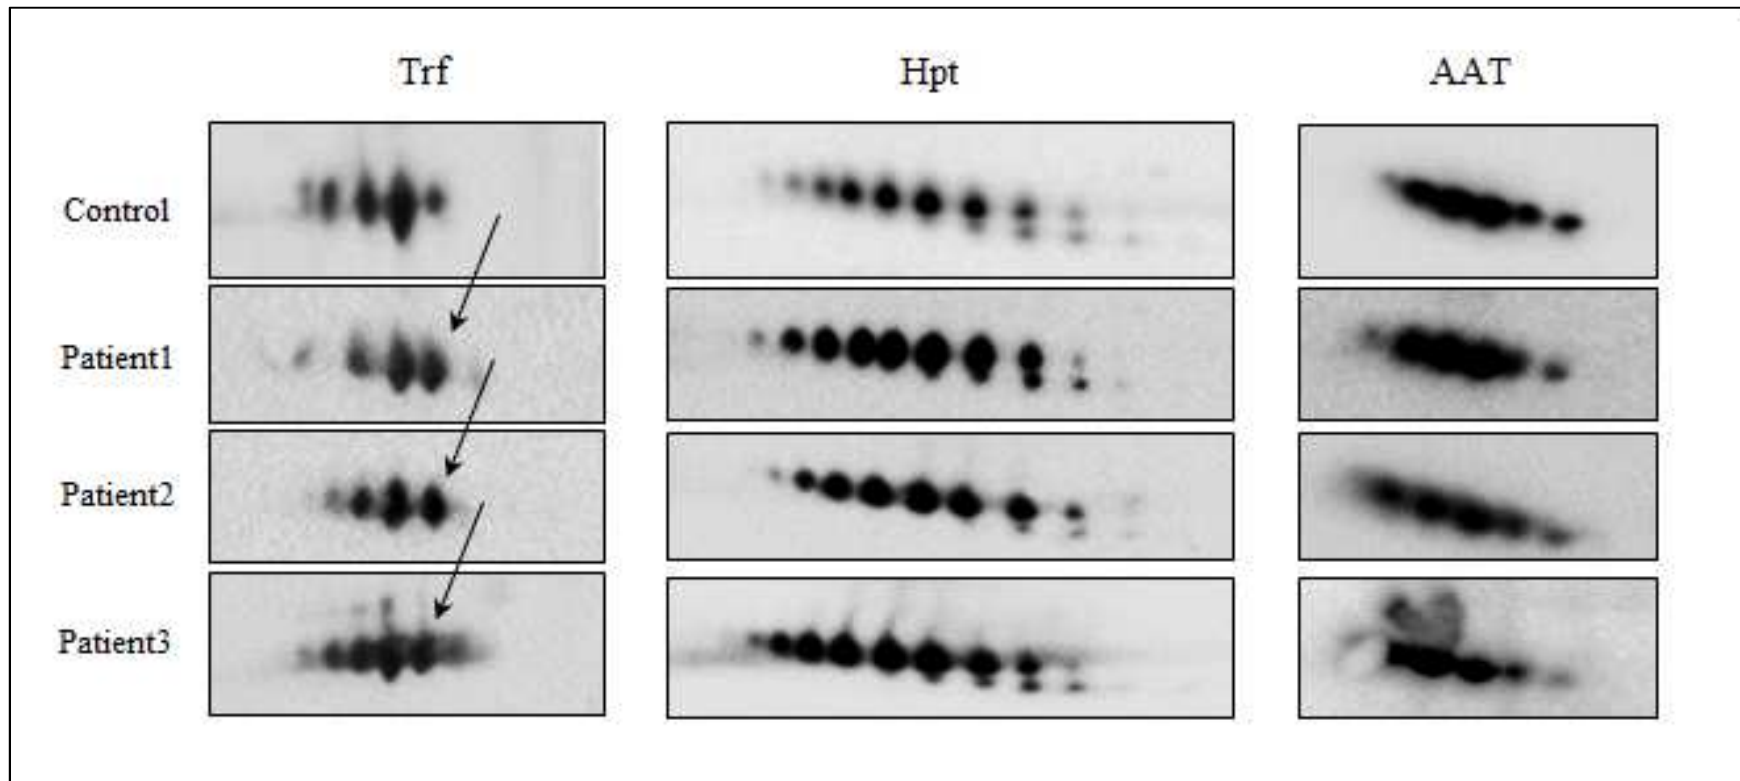 Trf Hpt AAT
Control
Patient1
Patient2
Patient3